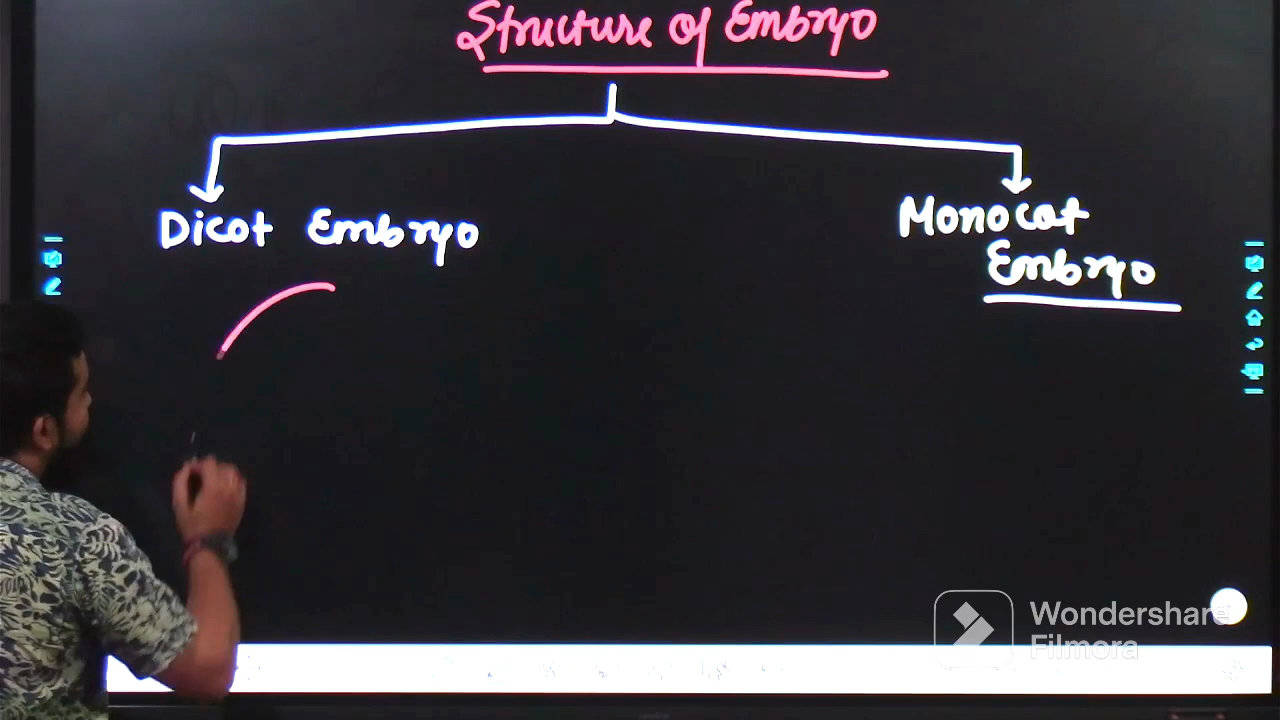 Structure of Embryo
Dicot Embryo
Monocot
Embryo
Wondershare
Filmora